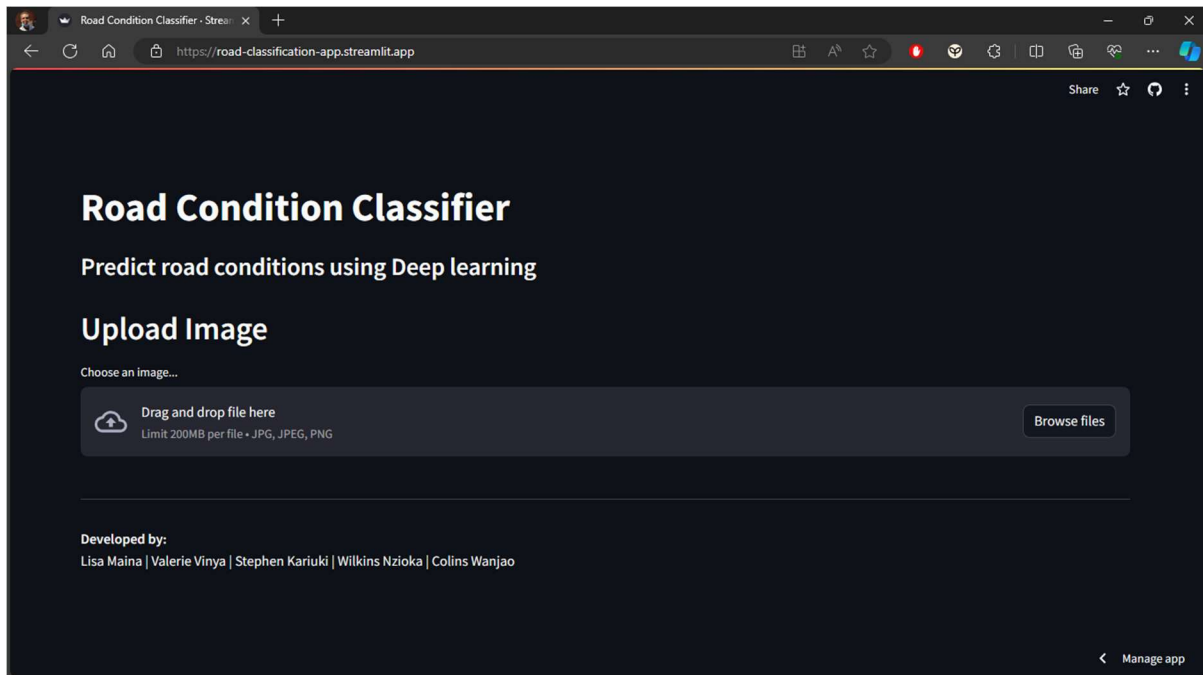 Road Condition Classifier · Strea
https://road-classification-app.streamlit.app
Share
Road Condition Classifier
Predict road conditions using Deep learning
Upload Image
Choose an image...
Drag and drop file here
Limit 200MB per file • JPG, JPEG, PNG
Browse files
Developed by:
Lisa Maina | Valerie Vinya | Stephen Kariuki | Wilkins Nzioka | Colins Wanjao
Manage app